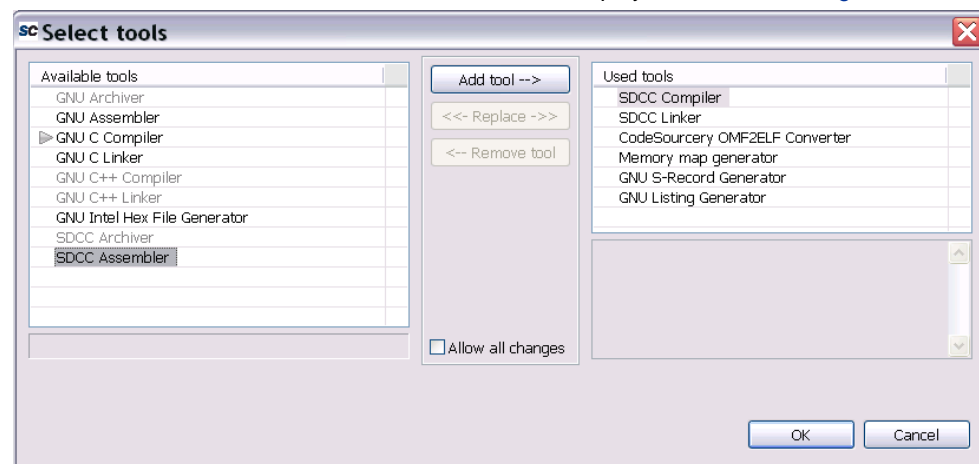 sc Select tools
Available tools
GNU Archiver
GNU Assembler
GNU C Compiler
GNU C Linker
GNU C++ Compiler
GNU C++ Linker
GNU Intel Hex File Generator
SDCC Archiver
SDCC Assembler
Add tool -->
<<- Replace ->>
<-- Remove tool
Allow all changes
Used tools
SDCC Compiler
SDCC Linker
CodeSourcery OMF2ELF Converter
Memory map generator
GNU S-Record Generator
GNU Listing Generator
OK
Cancel